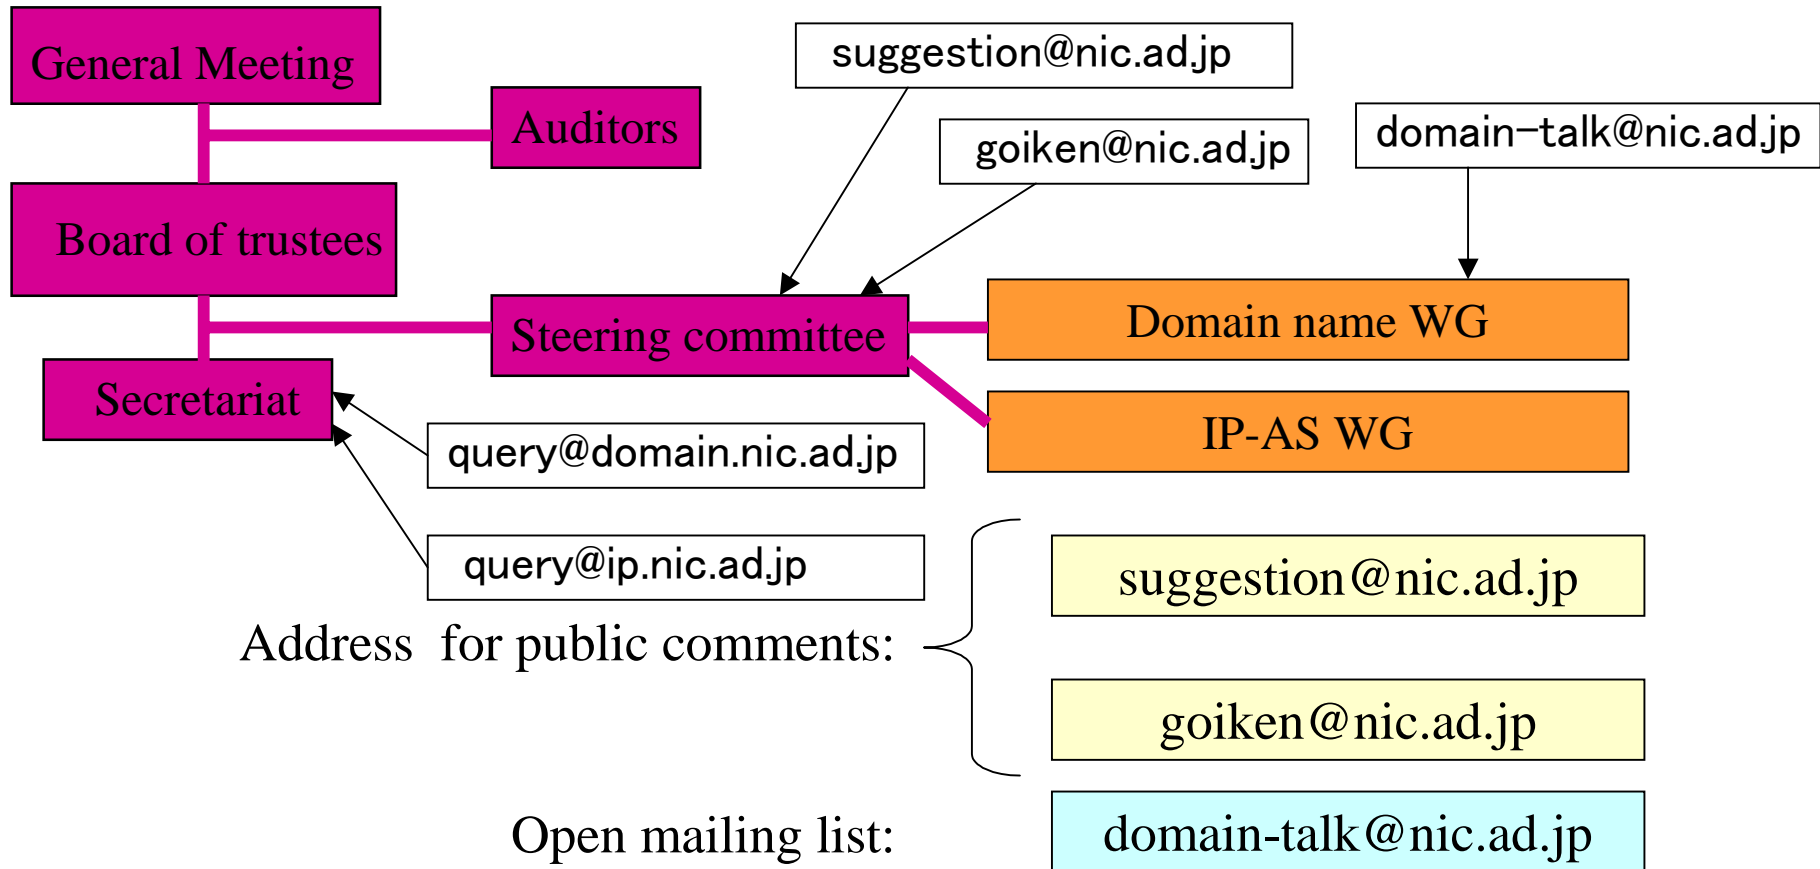 General Meeting
suggestion@nic.ad.jp
Auditors
goiken@nic.ad.jp
domain-talk@nic.ad.jp
Board of trustees
Steering committee
Domain name WG
Secretariat
IP-AS WG
query@domain.nic.ad.jp
query@ip.nic.ad.jp
Address for public comments:
suggestion@nic.ad.jp
goiken@nic.ad.jp
Open mailing list:
domain-talk@nic.ad.jp